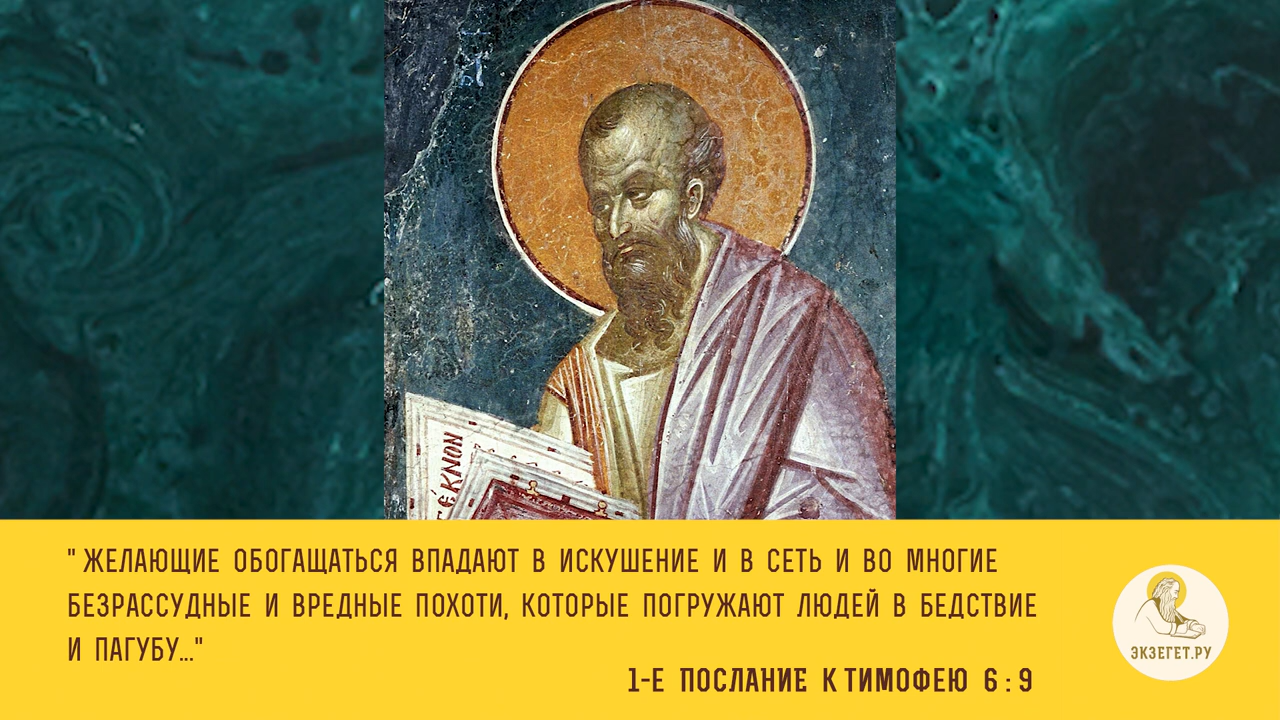 ΤΈΚΝΟΝ
" ЖЕЛАЮЩИЕ ОБОГАЩАТЬСЯ ВПАДАЮТ В ИСКУШЕНИЕ И В СЕТЬ И ВО МНОГИЕ
БЕЗРАССУДНЫЕ И ВРЕДНЫЕ ПОХОТИ, КОТОРЫЕ ПОГРУЖАЮТ ЛЮДЕЙ В БЕДСТВИЕ
И ПАГУБУ..."
1-Е ПОСЛАНИЕ К ТИМОФЕЮ 6 : 9
ЭКЗЕГЕТ.РУ